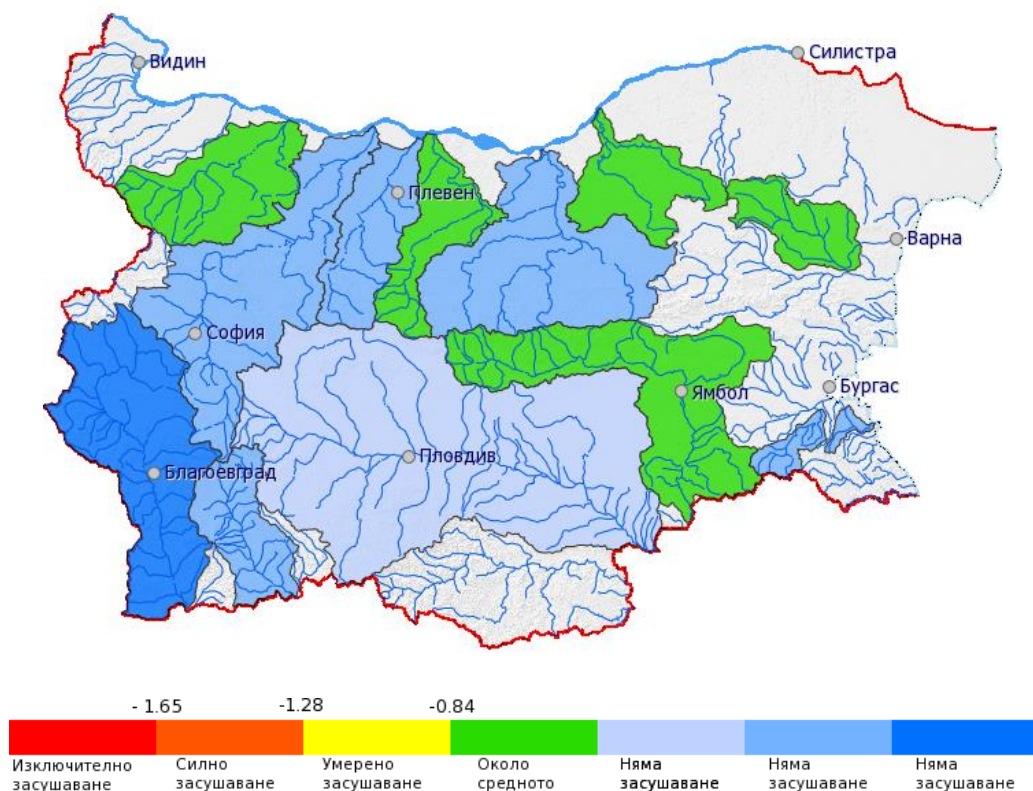 Видин
Силистра
Плевен
Варна
София
Ямбол
Бургас
Пловдив
Благоевград
- 1.65 -1.28 -0.84
Изключително засушаване
Силно засушаване
Умерено засушаване
Около средното
Няма засушаване
Няма засушаване
Няма засушаване